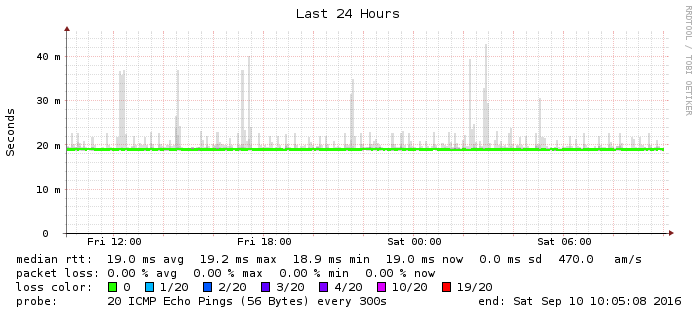 Last 24 Hours
RRDTOOL / TOBI OETIKER
Seconds
40 m
30 m
20 m
10 m
0
Fri 12:00 Fri 18:00 Sat 00:00 Sat 06:00
median rtt: 19.0 ms avg 19.2 ms max 18.9 ms min 19.0 ms now 0.0 ms sd 470.0 am/s
packet loss: 0.00 % avg 0.00 % max 0.00 % min 0.00 % now
loss color: 0 1/20 2/20 3/20 4/20 10/20 19/20
probe: 20 ICMP Echo Pings (56 Bytes) every 300s end: Sat Sep 10 10:05:08 2016